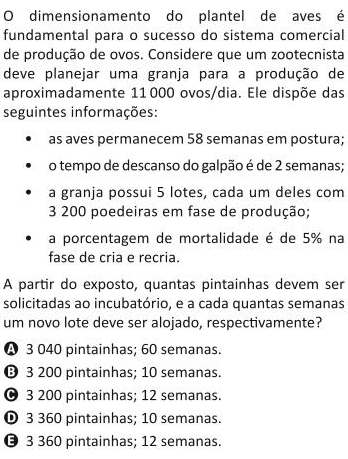 O dimensionamento do plantel de aves é
fundamental para o sucesso do sistema comercial
de produção de ovos. Considere que um zootecnista
deve planejar uma granja para a produção de
aproximadamente 11 000 ovos/dia. Ele dispõe das
seguintes informações:
• as aves permanecem 58 semanas em postura;
• o tempo de descanso do galpão é de 2 semanas;
• a granja possui 5 lotes, cada um deles com
3 200 poedeiras em fase de produção;
• a porcentagem de mortalidade é de 5% na
fase de cria e recria.
A partir do exposto, quantas pintainhas devem ser
solicitadas ao incubatório, e a cada quantas semanas
um novo lote deve ser alojado, respectivamente?
A 3 040 pintainhas; 60 semanas.
B 3 200 pintainhas; 10 semanas.
C 3 200 pintainhas; 12 semanas.
D 3 360 pintainhas; 10 semanas.
E 3 360 pintainhas; 12 semanas.